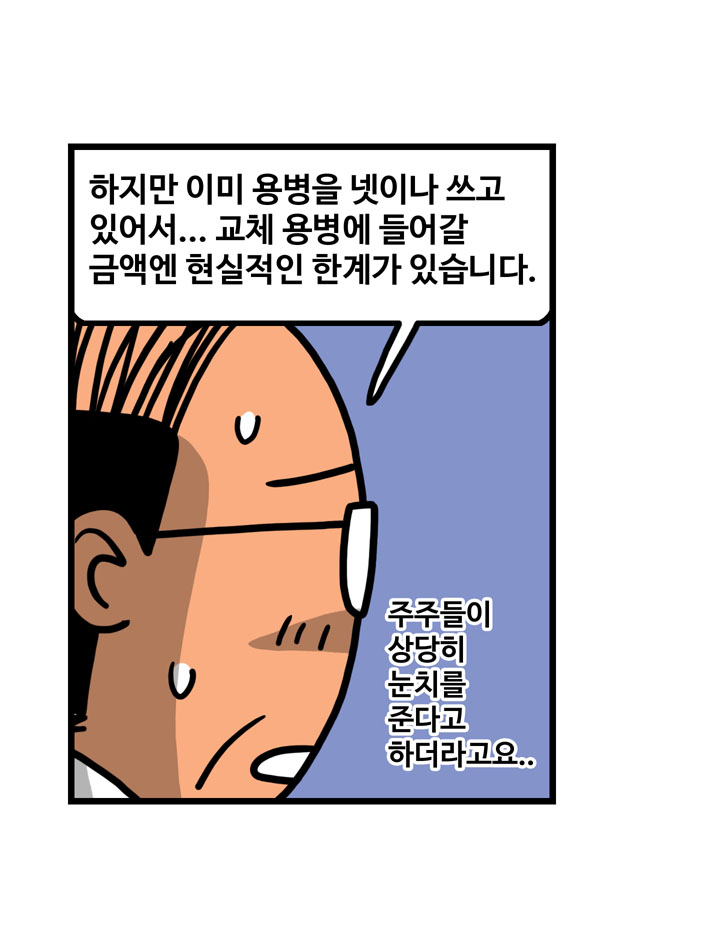 하지만 이미 용병을 넷이나 쓰고
있어서... 교체 용병에 들어갈
금액엔 현실적인 한계가 있습니다.
주주들이
상당히
눈치를
준다고
하더라고요..